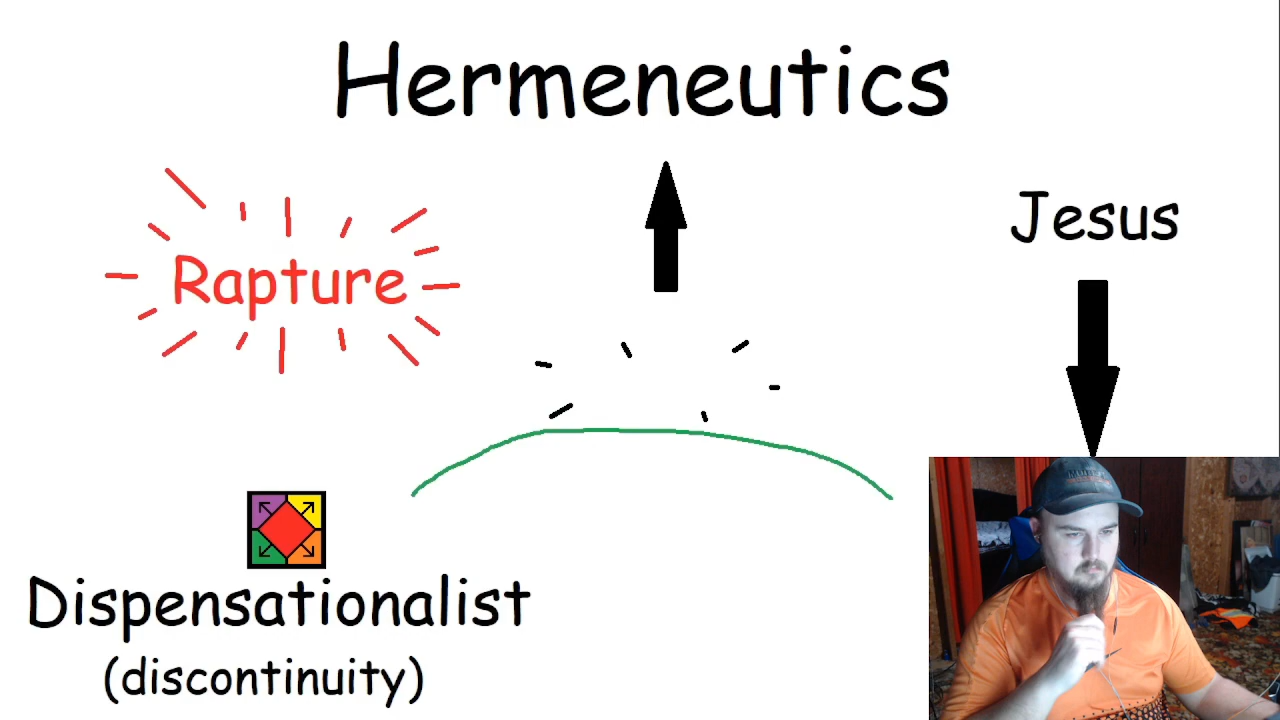 Hermeneutics
Jesus
Rapture
Dispensationalist
(discontinuity)